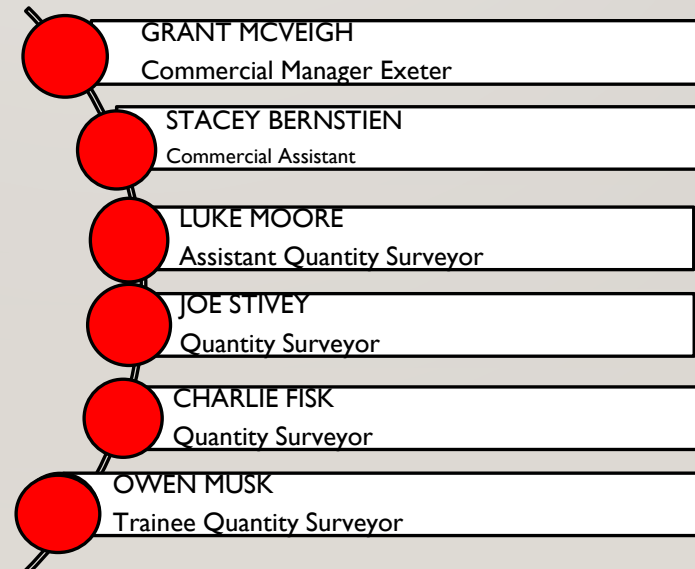 GRANT MCVEIGH
Commercial Manager Exeter
STACEY BERNSTIEN
Commercial Assistant
LUKE MOORE
Assistant Quantity Surveyor
JOE STIVEY
Quantity Surveyor
CHARLIE FISK
Quantity Surveyor
OWEN MUSK
Trainee Quantity Surveyor